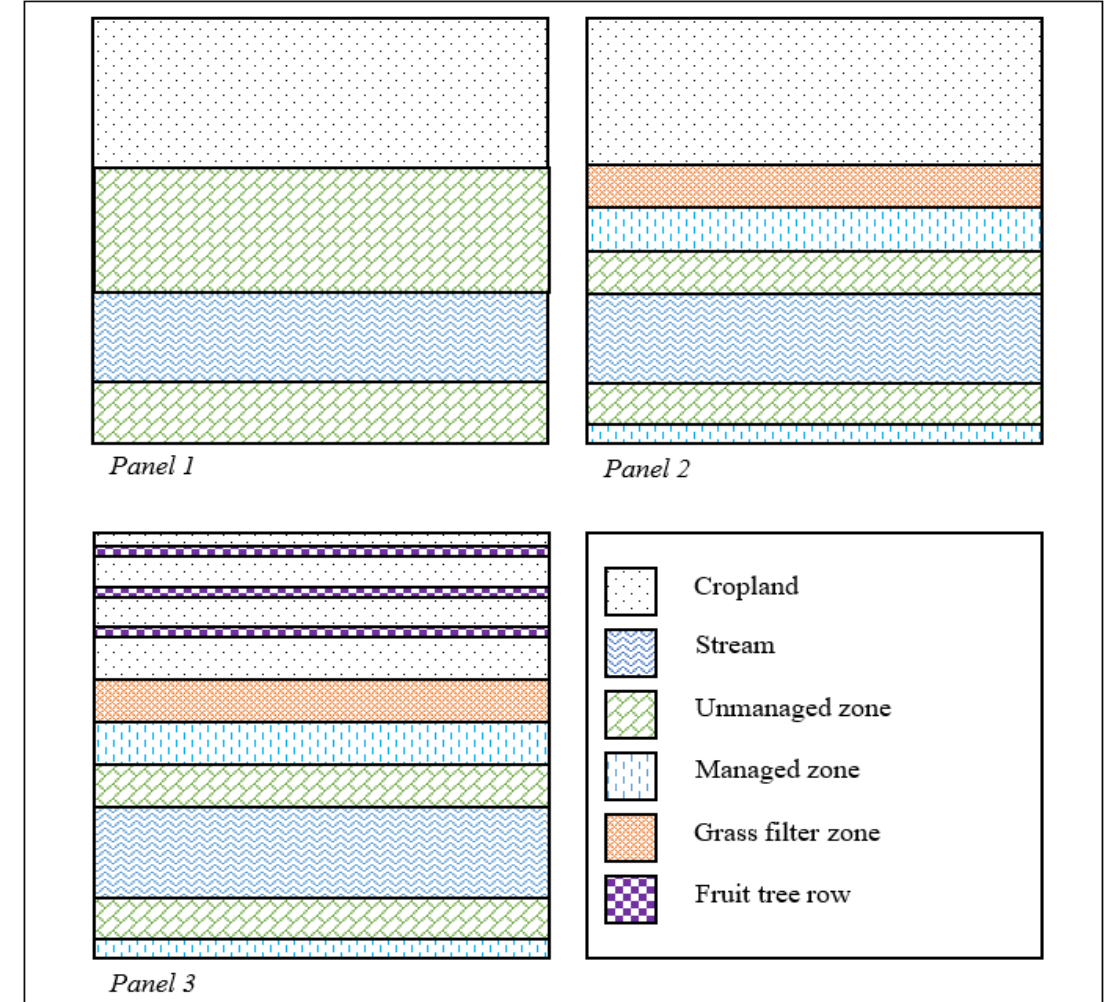 Panel 1
Panel 2
Cropland
Stream
Unmanaged zone
Managed zone
Grass filter zone
Fruit tree row
Panel 3